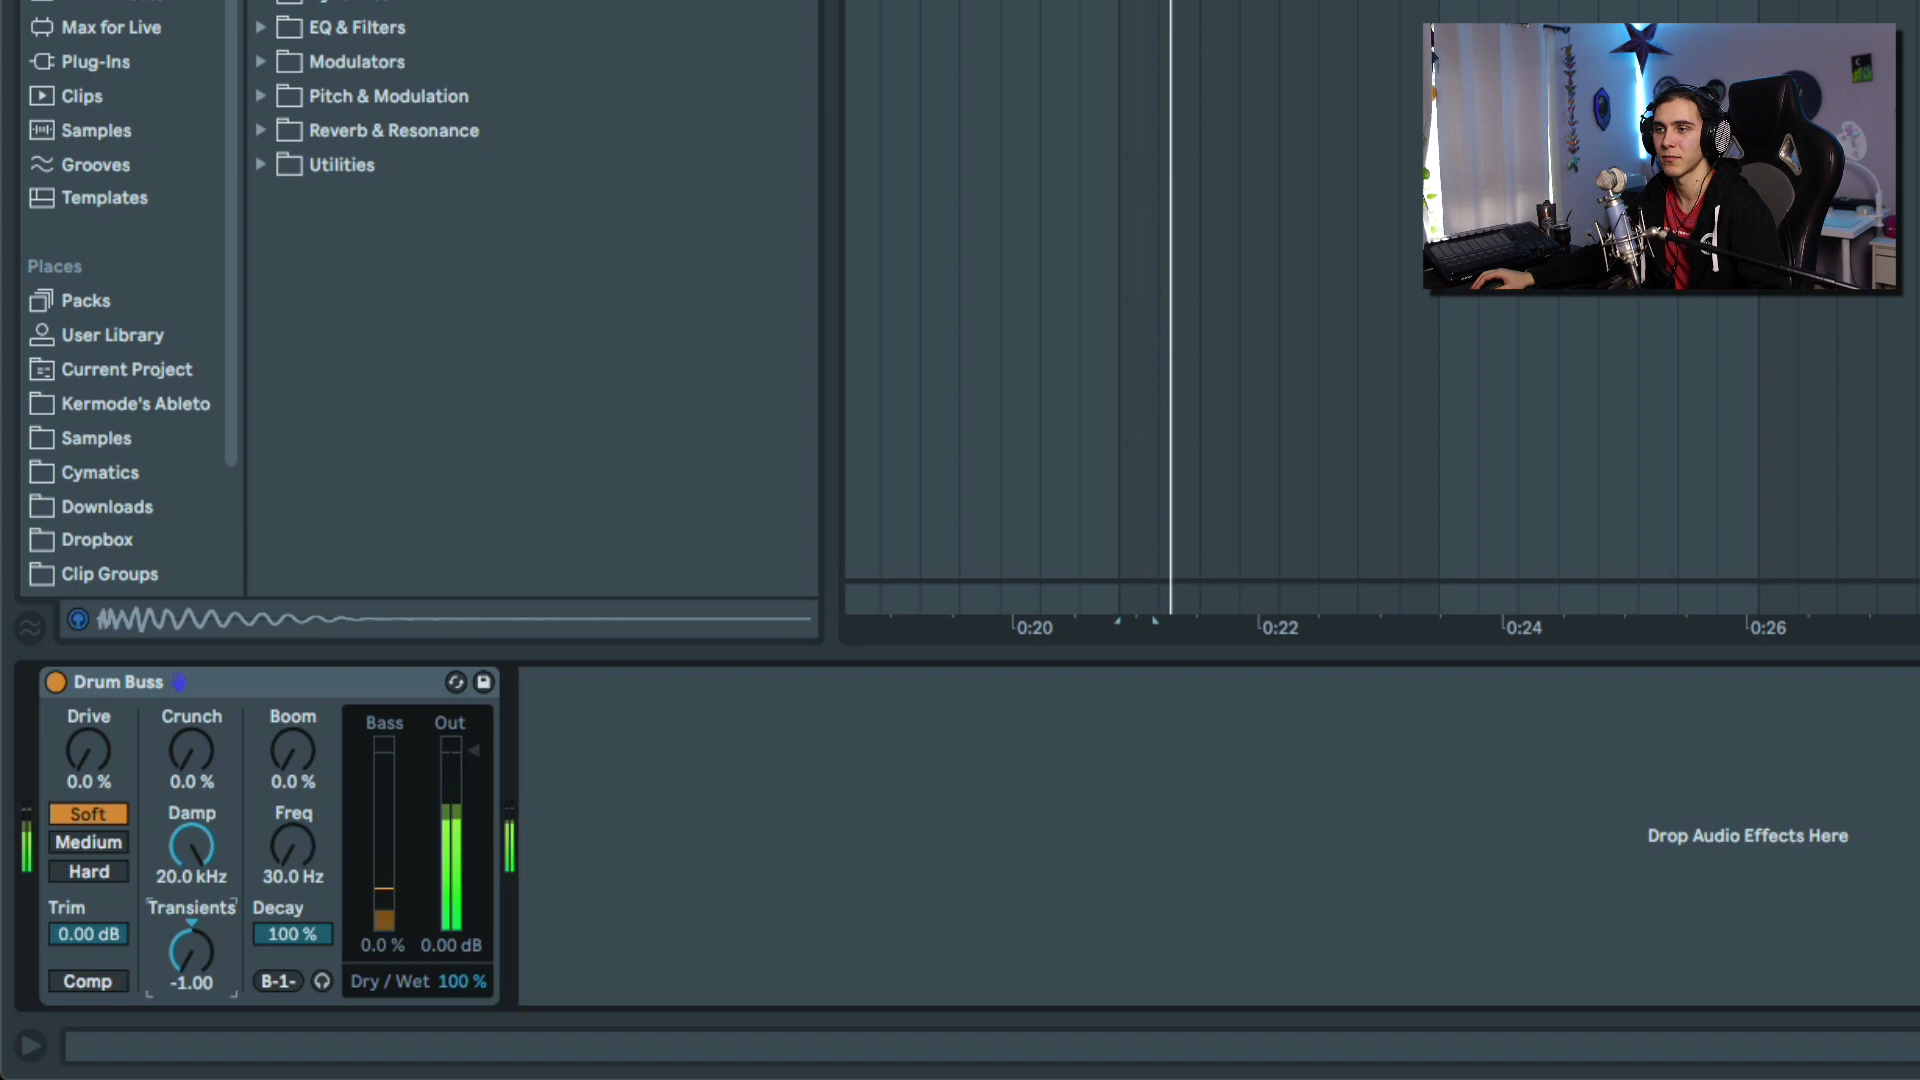 Max for Live
Plug-Ins
Clips
Samples
Grooves
Templates
EQ & Filters
Modulators
Pitch & Modulation
Reverb & Resonance
Utilities
Places
Packs
User Library
Current Project
Kermode's Ableto
Samples
Cymatics
Downloads
Dropbox
Clip Groups
0:20
0:22
0:24
0:26
Drum Buss
Drive
Crunch
Boom
Bass
Out
0.0 %
0.0 %
0.0 %
Soft
Medium
Hard
Damp
20.0 kHz
Freq
30.0 Hz
Trim
0.00 dB
Transients
-1.00
Decay
100 %
0.0 %
0.00 dB
Comp
B-1-
Dry / Wet 100 %
Drop Audio Effects Here